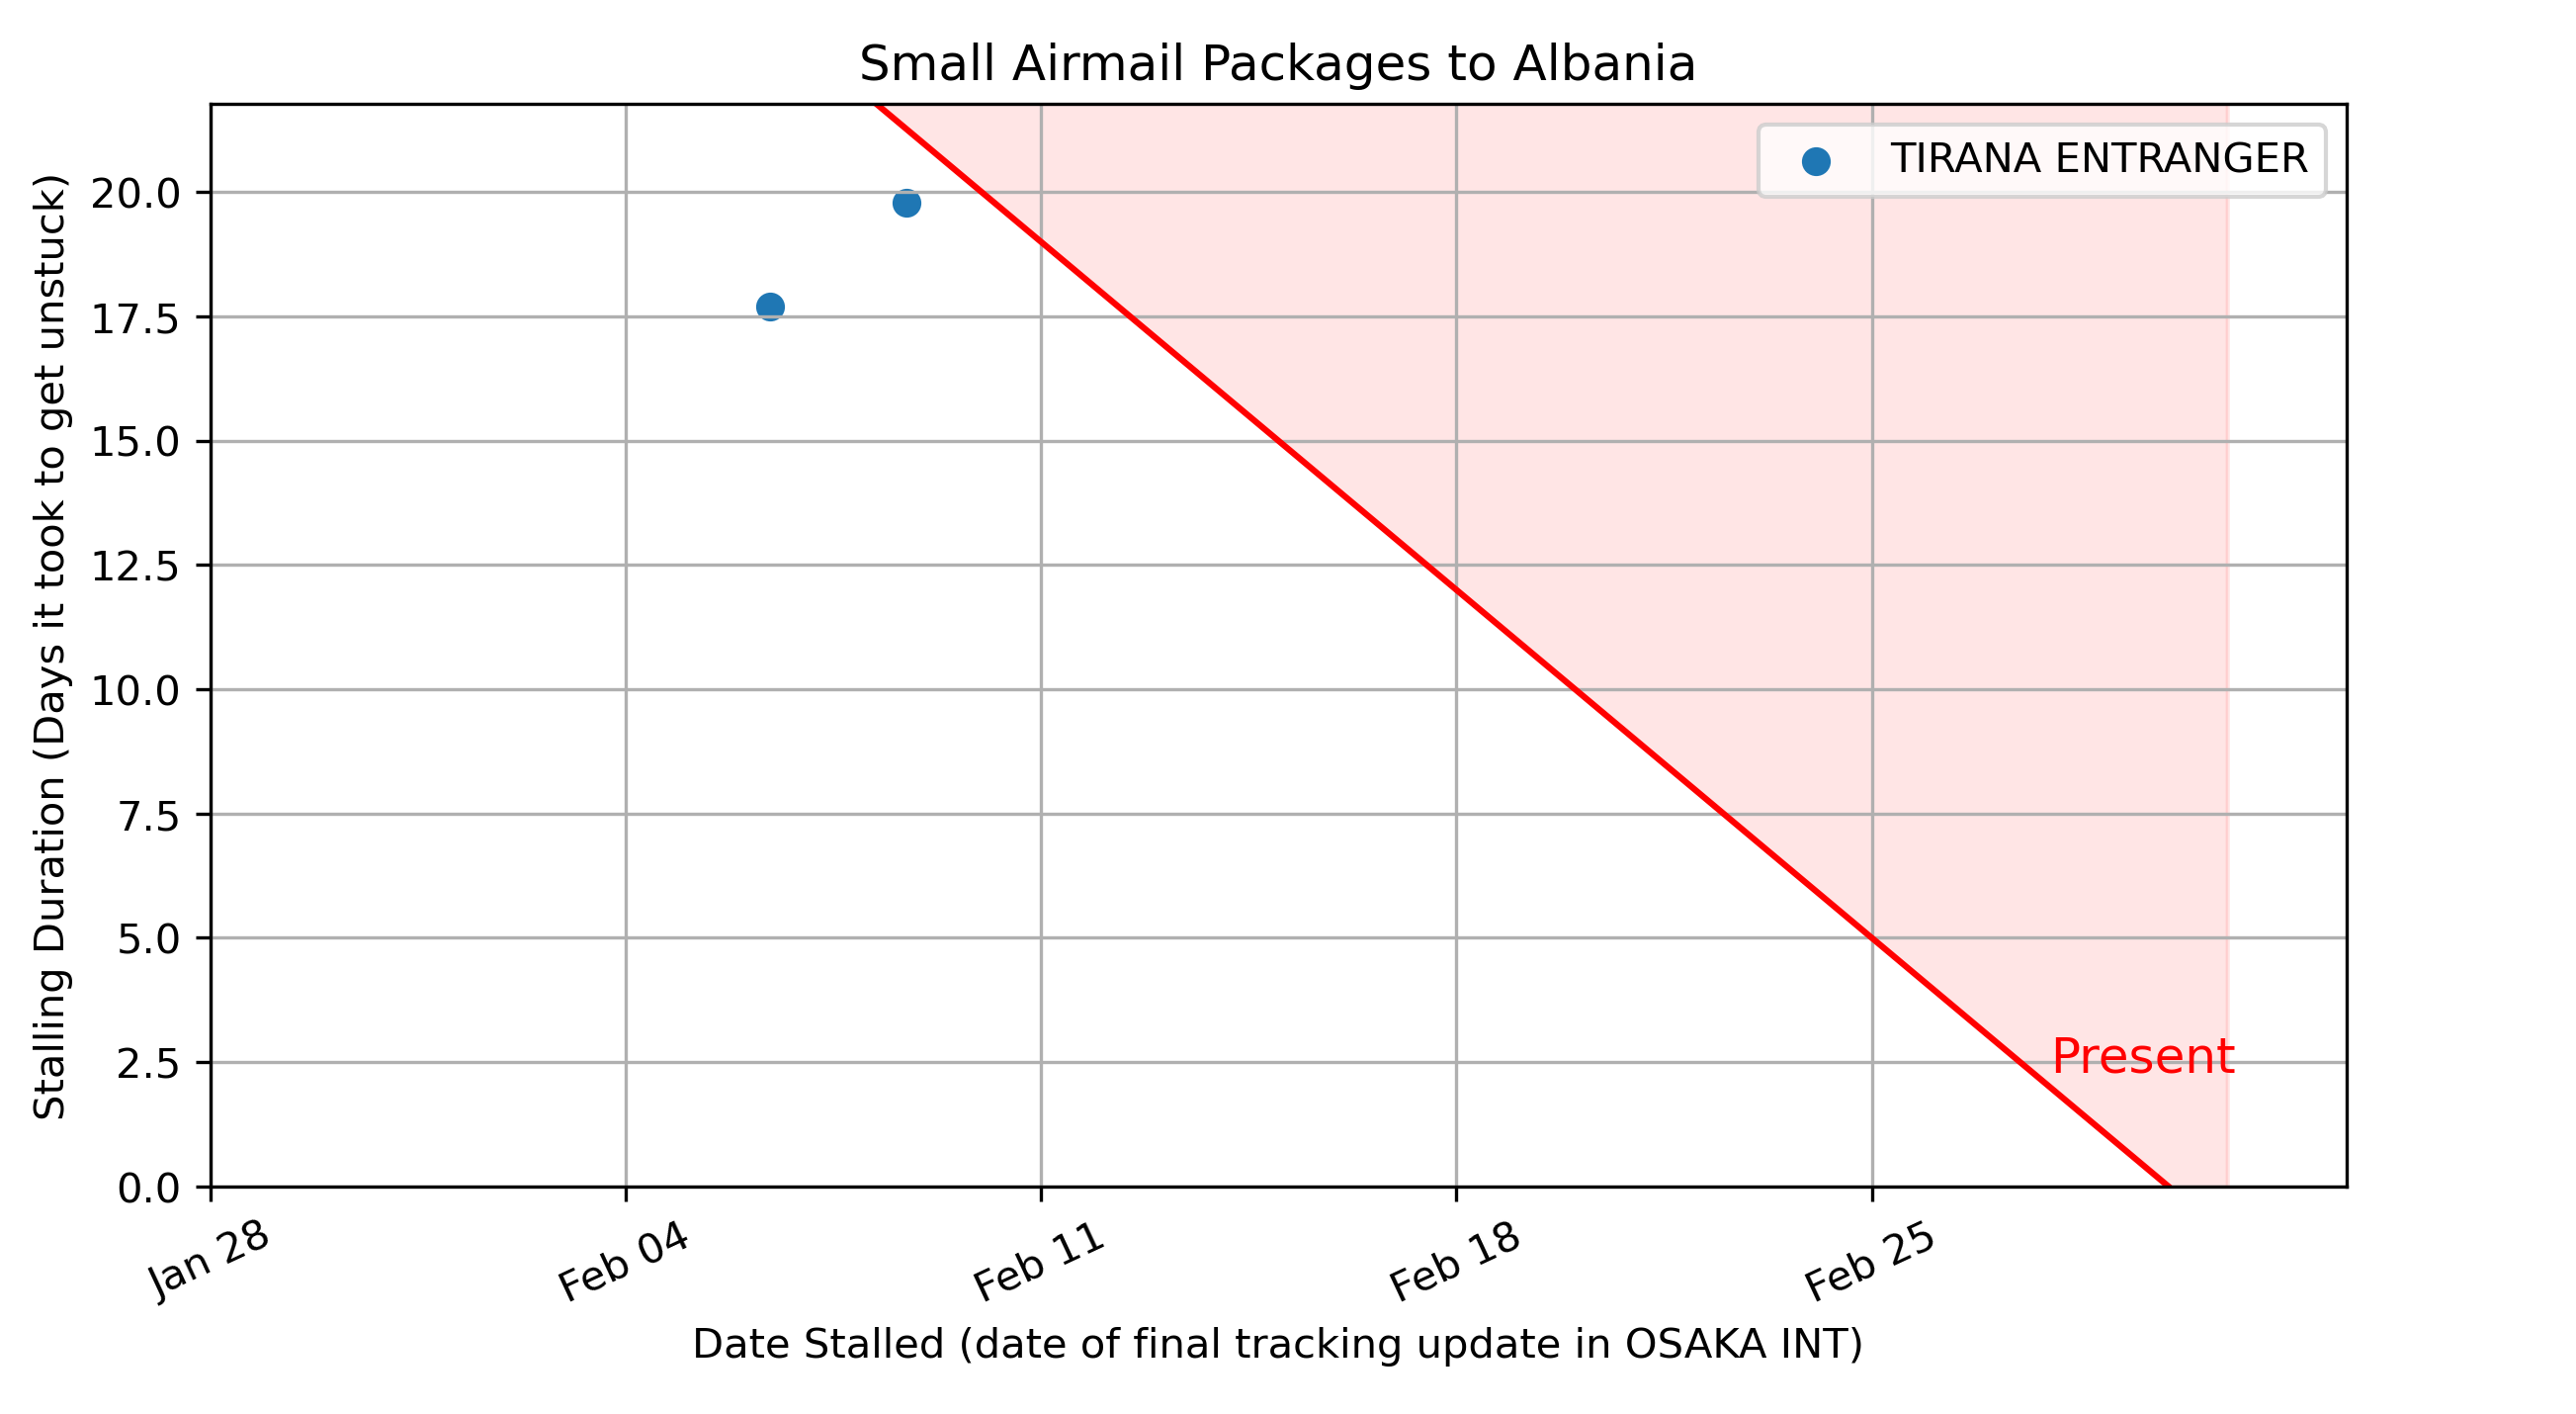 Small Airmail Packages to Albania
TIRANA ENTRANGER
Stalling Duration (Days it took to get unstuck)
20.0
17.5
15.0
12.5
10.0
7.5
5.0
2.5
0.0
Present
Jan 28
Feb 04
Feb 11
Feb 18
Feb 25
Date Stalled (date of final tracking update in OSAKA INT)